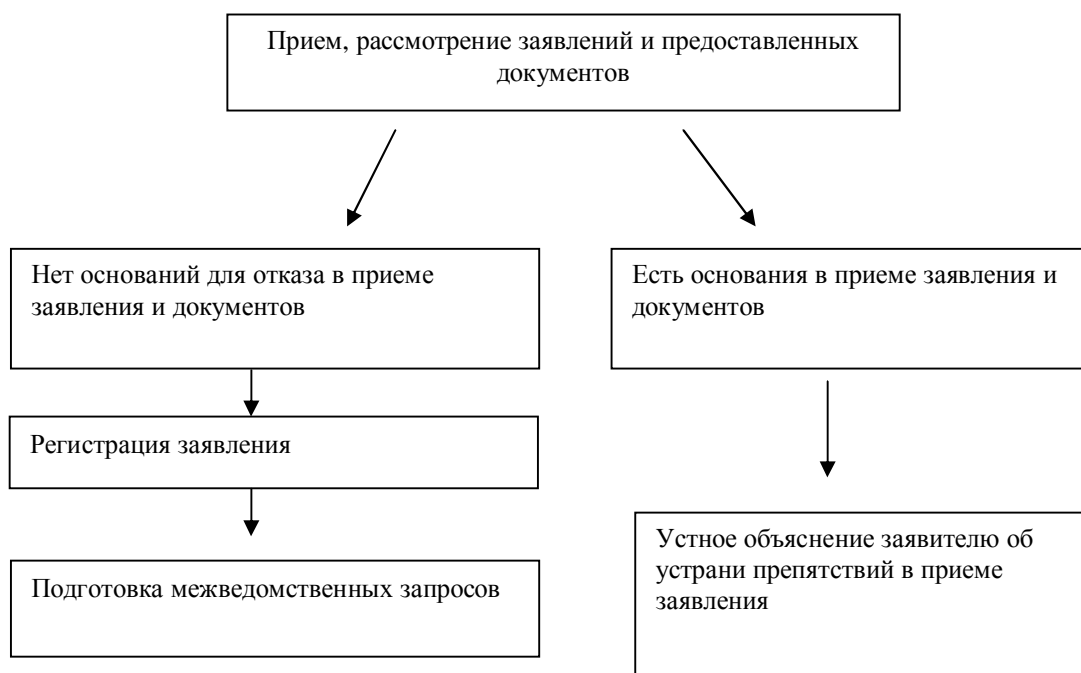 Прием, рассмотрение заявлений и предоставленных
документов
Нет оснований для отказа в приеме
заявления и документов
Есть основания в приеме заявления и
документов
Регистрация заявления
Подготовка межведомственных запросов
Устное объяснение заявителю об
устрани препятствий в приеме
заявления